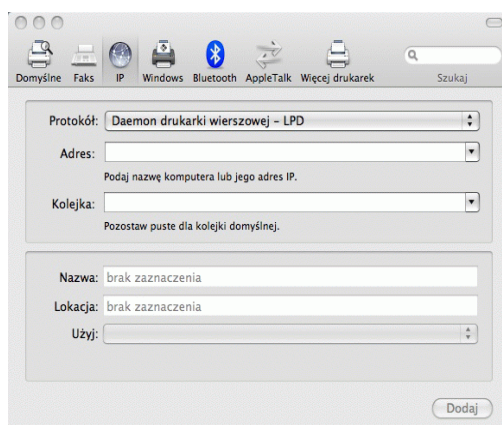 Domyślne Faks IP Windows Bluetooth AppleTalk Więcej drukarek Szukaj
Protokół: Daemon drukarki wierszowej – LPD
Adres:
Podaj nazwę komputera lub jego adres IP.
Kolejka:
Pozostaw puste dla kolejki domyślnej.
Nazwa: brak zaznaczenia
Lokacja: brak zaznaczenia
Użyj:
Dodaj